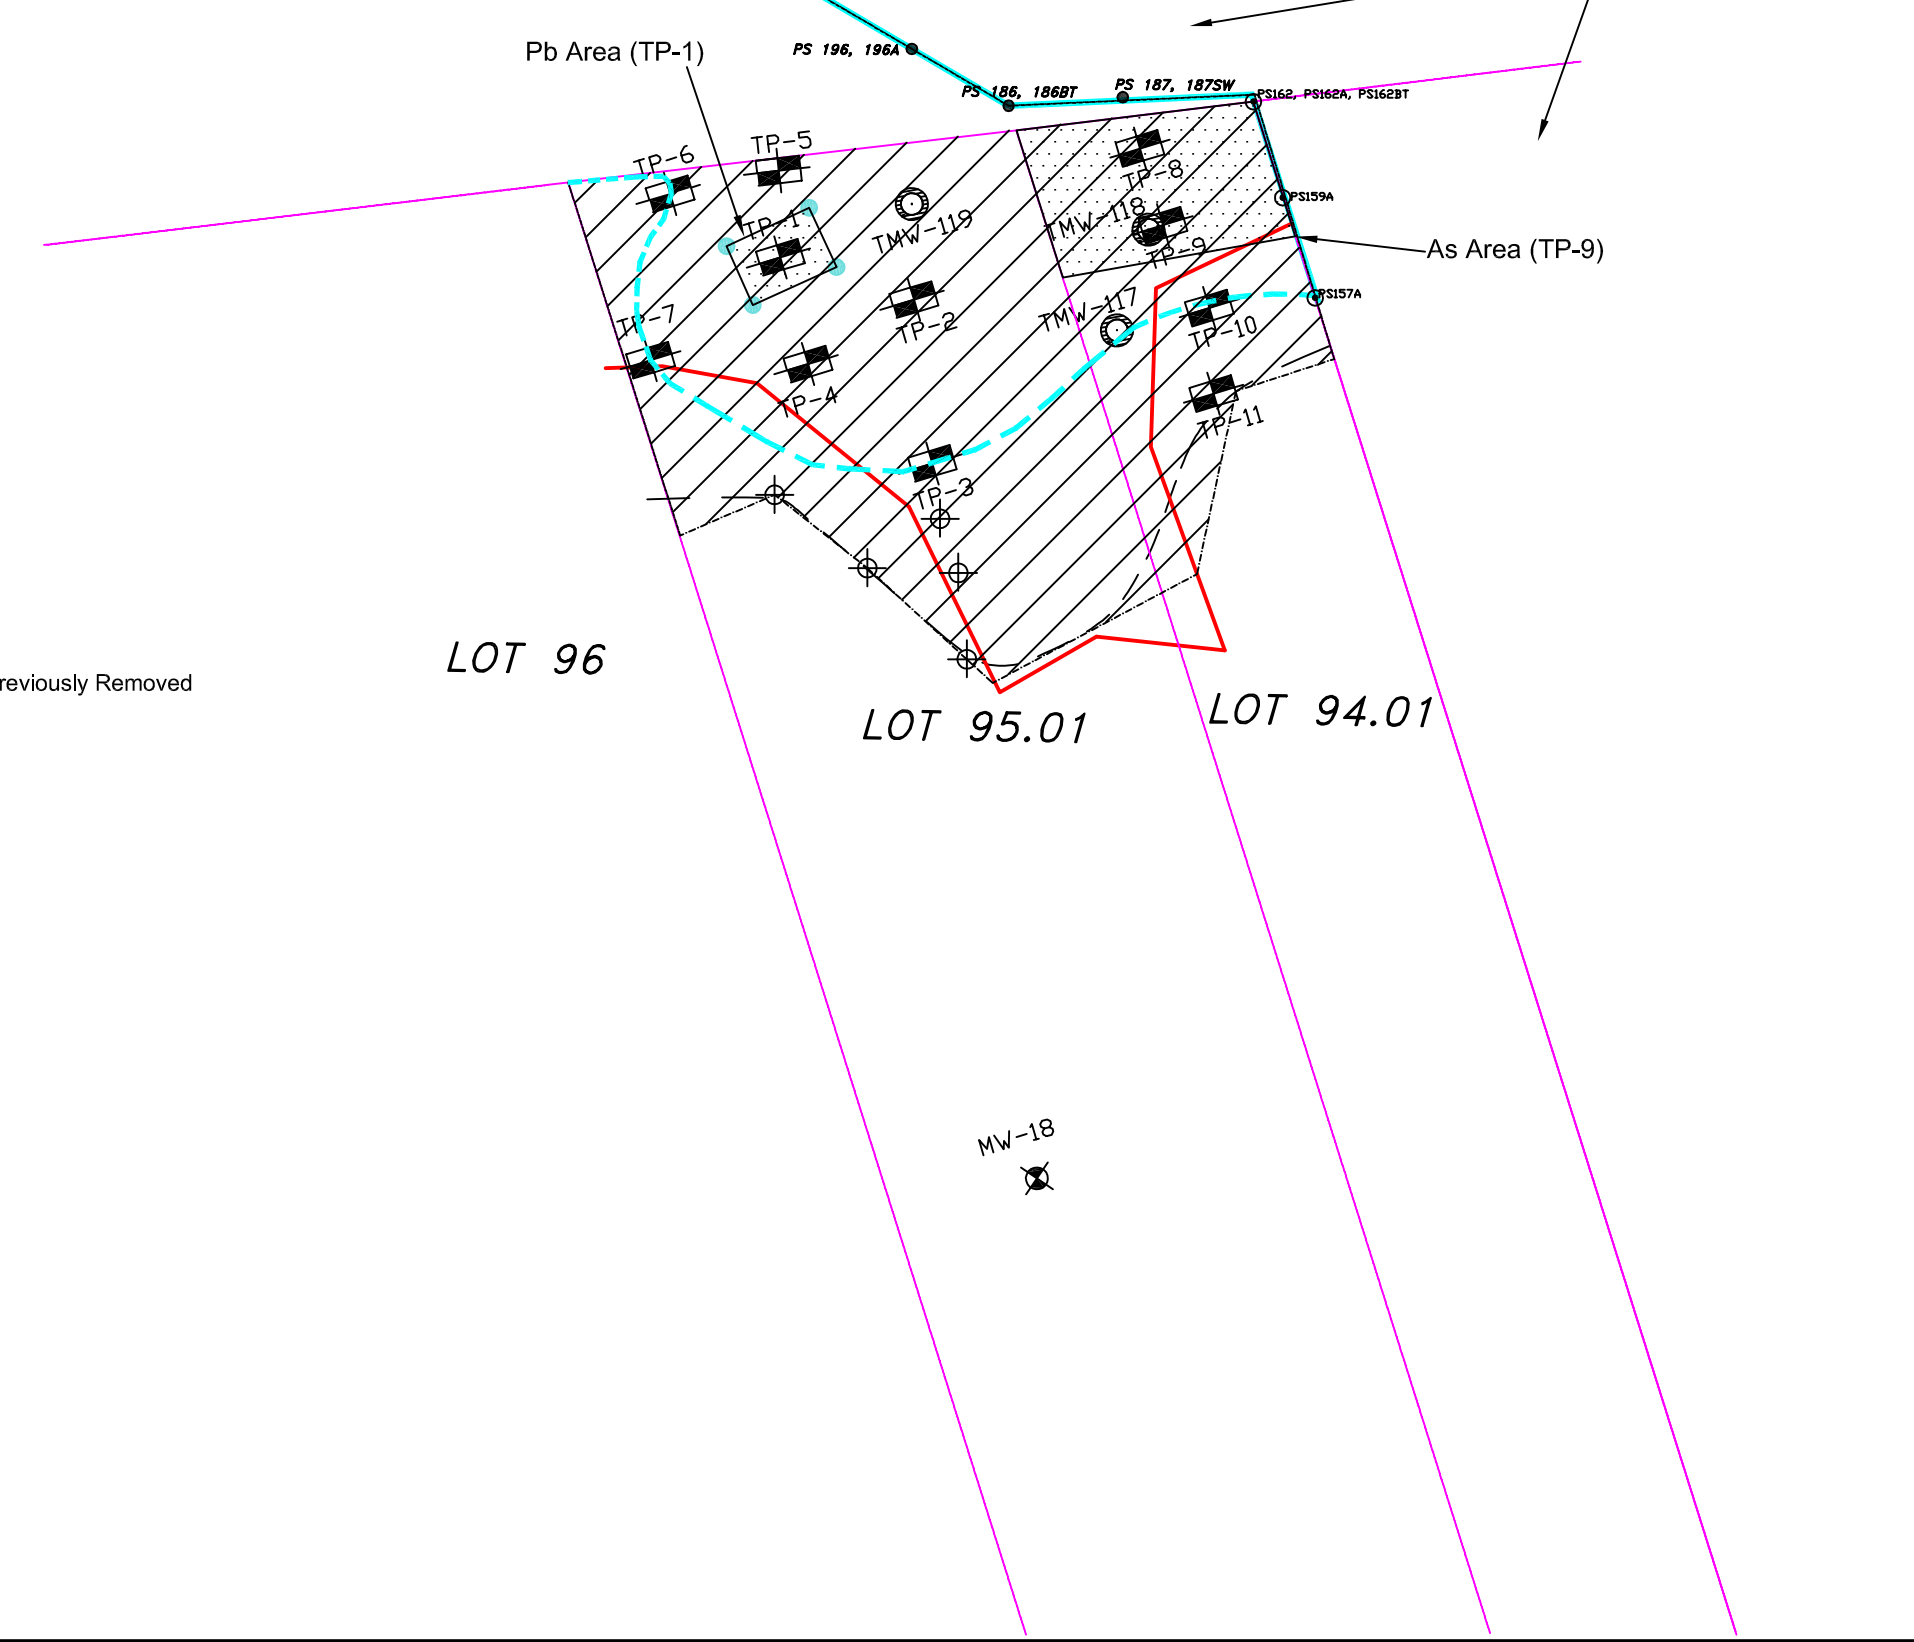 Pb Area (TP-1)
PS 196, 196A
PS 186, 186BT
PS 187, 187SW
PS162, PS162A, PS162BT
TP-6
TP-5
TP-8
PS159A
TP-1
TMW-119
TMW-118
TP-9
As Area (TP-9)
PS157A
TP-7
TP-2
TMW-117
TP-10
TP-4
TP-11
TP-3
LOT 96
reviously Removed
LOT 95.01
LOT 94.01
MW-18